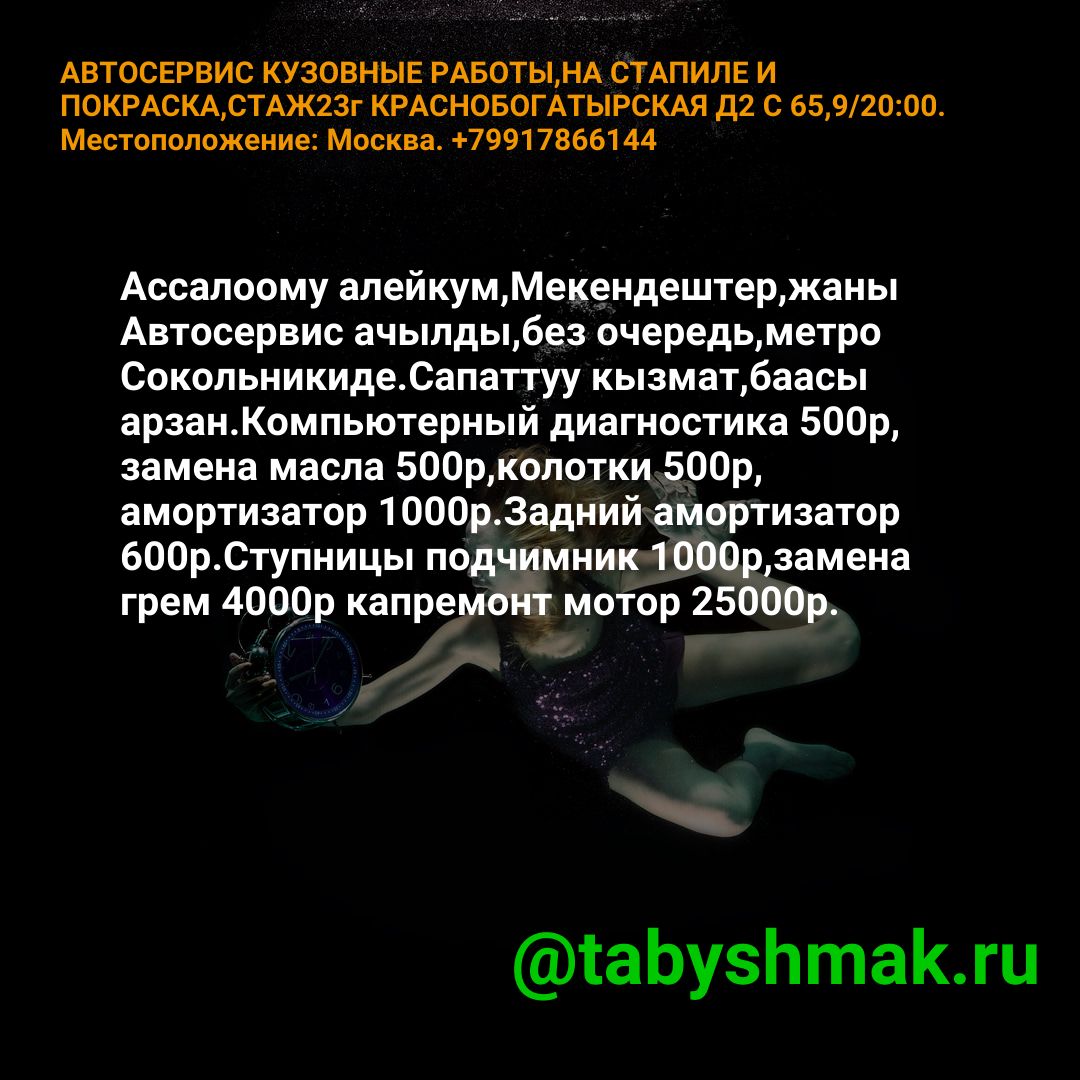 АВТОСЕРВИС КУЗОВНЫЕ РАБОТЫ,НА СТАПИЛЕ И
ПОКРАСКА,СТАЖ23г КРАСНОБОГАТЫРСКАЯ Д2 С 65,9/20:00.
Местоположение: Москва. +79917866144
Ассалоому алейкум,Мекендештер,жаны
Автосервис ачылды,без очередь,метро
Сокольникиде.Сапаттуу кызмат,баасы
арзан.Компьютерный диагностика 500р,
замена масла 500р,колотки 500р,
амортизатор 1000р.Задний амортизатор
600р.Ступницы подчимник 1000р,замена
грем 4000р капремонт мотор 25000р.
@tabyshmak.ru